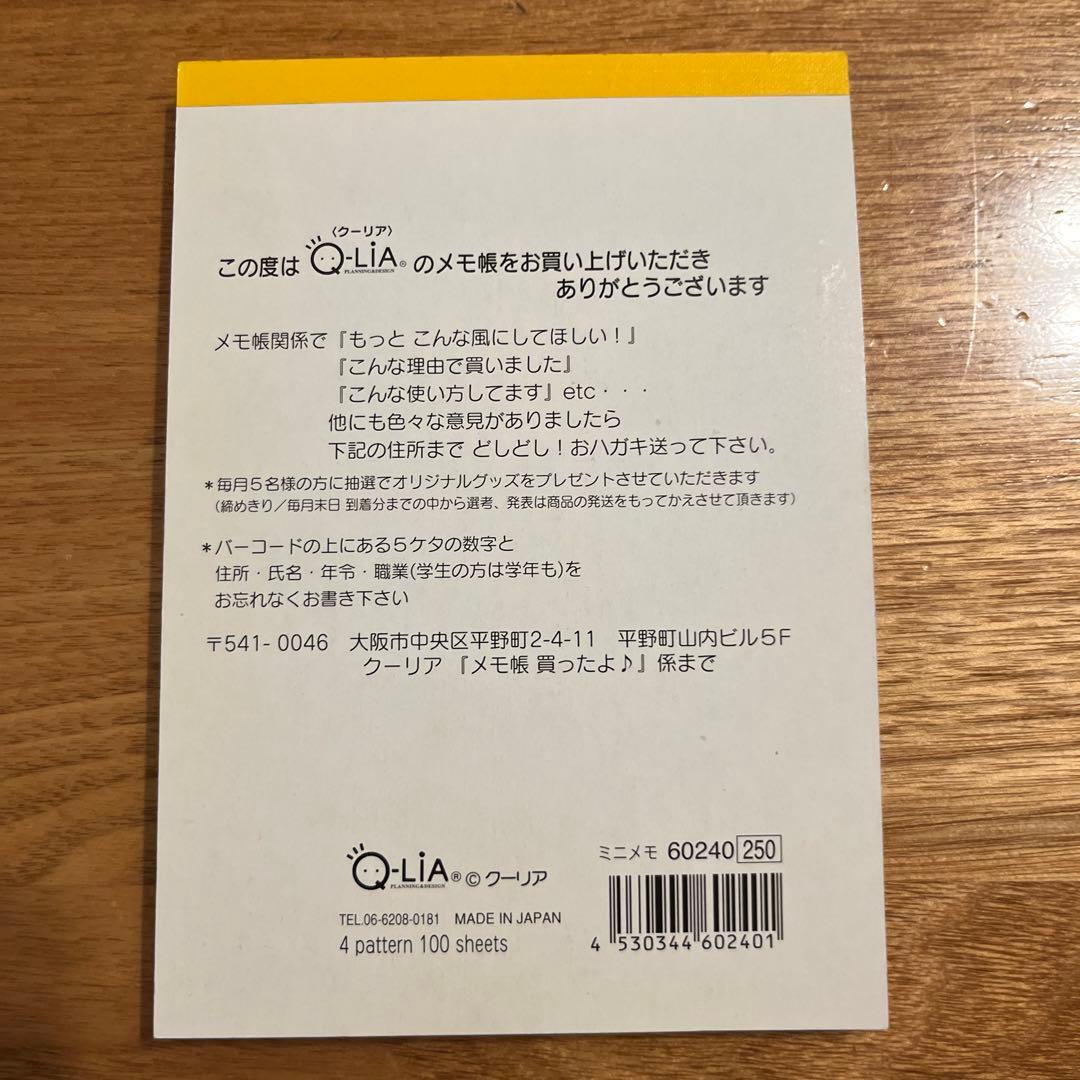 〈クーリア〉
この度は Q-LiA® のメモ帳をお買い上げいただき
PLANNING&DESIGN
ありがとうございます
メモ帳関係で『もっと こんな風にしてほしい！』
『こんな理由で買いました』
『こんな使い方してます』etc・・・
他にも色々な意見がありましたら
下記の住所まで どしどし！おハガキ送って下さい。
＊毎月５名様の方に抽選でオリジナルグッズをプレゼントさせていただきます
（締めきり／毎月末日 到着分までの中から選考、発表は商品の発送をもってかえさせて頂きます）
＊バーコードの上にある５ケタの数字と
住所・氏名・年令・職業(学生の方は学年も)を
お忘れなくお書き下さい
〒541-0046 大阪市中央区平野町2-4-11 平野町山内ビル５F
クーリア 『メモ帳 買ったよ♪』係まで
ミニメモ 60240 250
Q-LiA® © クーリア
PLANNING&DESIGN
TEL.06-6208-0181 MADE IN JAPAN
4 pattern 100 sheets
4 530344 602401